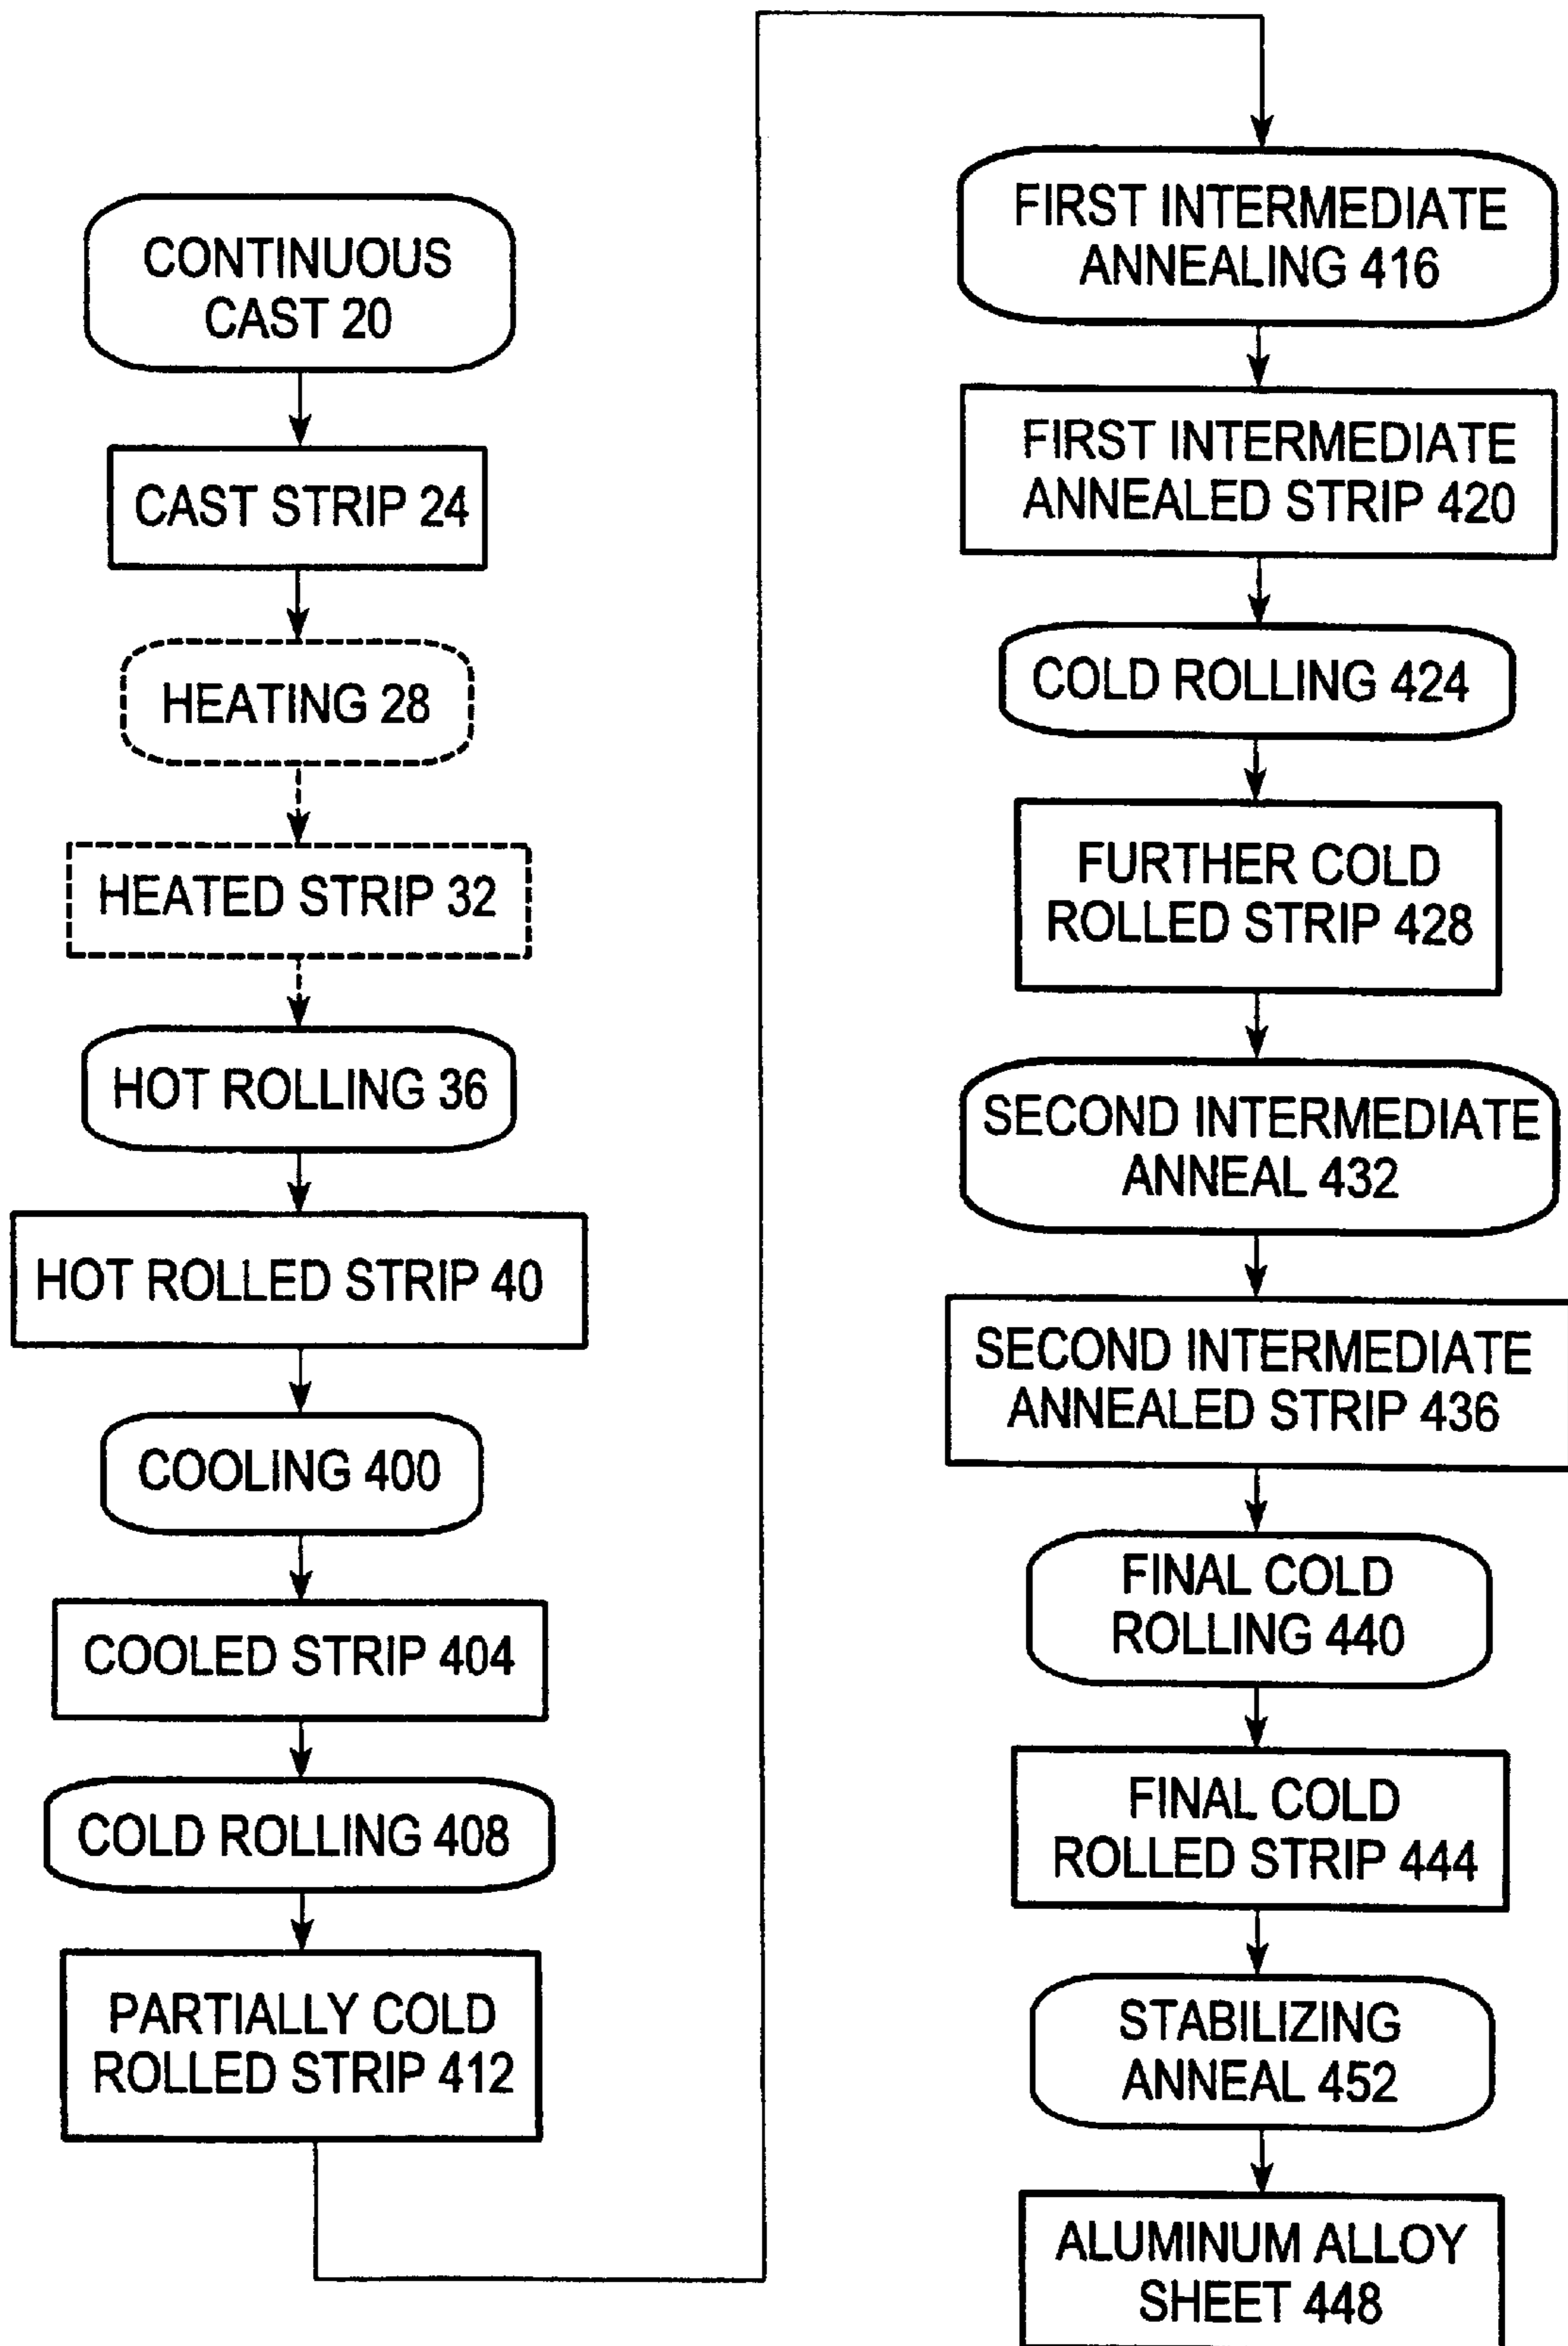 CONTINUOUS
CAST 20
CAST STRIP 24
HEATING 28
HEATED STRIP 32
HOT ROLLING 36
HOT ROLLED STRIP 40
COOLING 400
COOLED STRIP 404
COLD ROLLING 408
PARTIALLY COLD
ROLLED STRIP 412
FIRST INTERMEDIATE
ANNEALING 416
FIRST INTERMEDIATE
ANNEALED STRIP 420
COLD ROLLING 424
FURTHER COLD
ROLLED STRIP 428
SECOND INTERMEDIATE
ANNEAL 432
SECOND INTERMEDIATE
ANNEALED STRIP 436
FINAL COLD
ROLLING 440
FINAL COLD
ROLLED STRIP 444
STABILIZING
ANNEAL 452
ALUMINUM ALLOY
SHEET 448